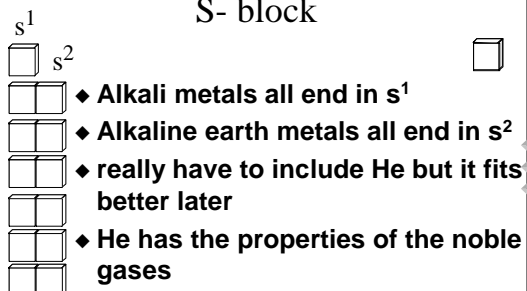 S- block
s¹
s²
◆ Alkali metals all end in s¹
◆ Alkaline earth metals all end in s²
◆ really have to include He but it fits
better later
◆ He has the properties of the noble
gases